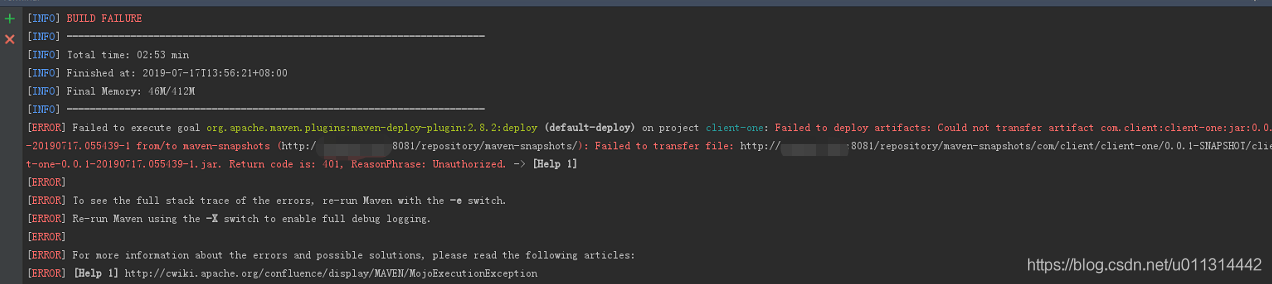 [INFO] BUILD FAILURE
[INFO] ------------------------------------------------------------------------
[INFO] Total time: 02:53 min
[INFO] Finished at: 2019-07-17T13:56:21+08:00
[INFO] Final Memory: 46M/412M
[INFO] ------------------------------------------------------------------------
[ERROR] Failed to execute goal org.apache.maven.plugins:maven-deploy-plugin:2.8.2:deploy (default-deploy) on project client-one: Failed to deploy artifacts: Could not transfer artifact com.client:client-one:jar:0.0.
-20190717.055439-1 from/to maven-snapshots (http:/ :8081/repository/maven-snapshots/): Failed to transfer file: http:// :8081/repository/maven-snapshots/com/client/client-one/0.0.1-SNAPSHOT/clie
t-one-0.0.1-20190717.055439-1.jar. Return code is: 401, ReasonPhrase: Unauthorized. -> [Help 1]
[ERROR]
[ERROR] To see the full stack trace of the errors, re-run Maven with the -e switch.
[ERROR] Re-run Maven using the -X switch to enable full debug logging.
[ERROR]
[ERROR] For more information about the errors and possible solutions, please read the following articles:
[ERROR] [Help 1] http://cwiki.apache.org/confluence/display/MAVEN/MojoExecutionException
https://blog.csdn.net/u011314442